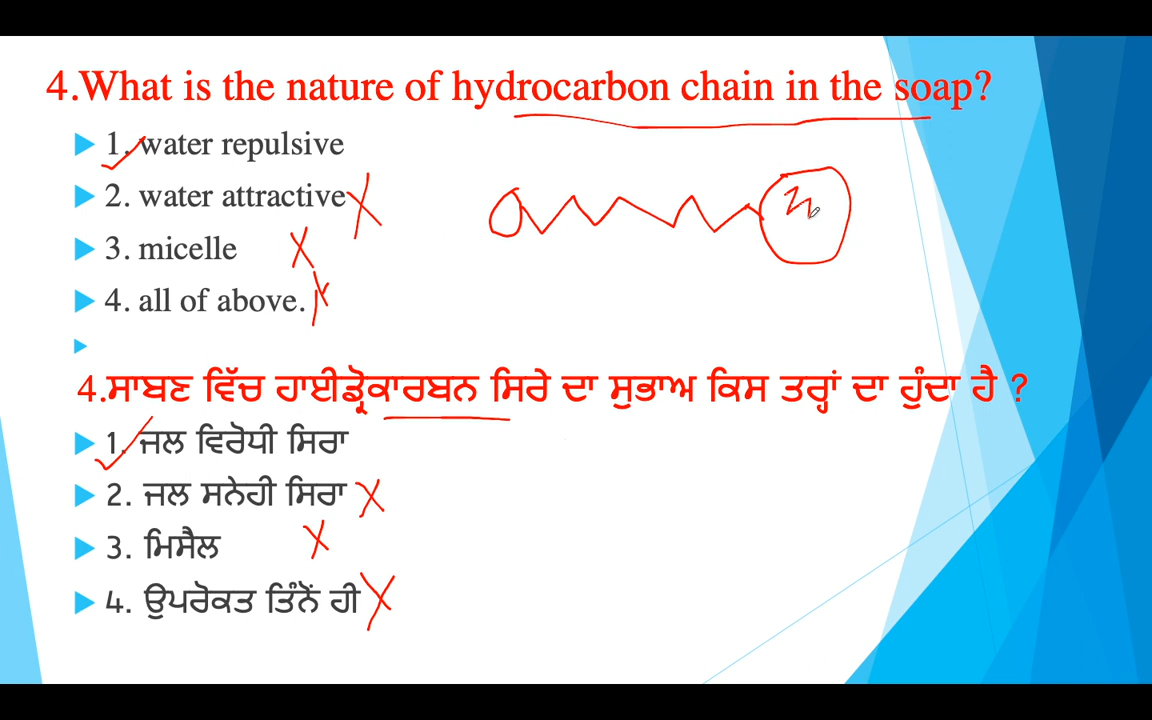 4.What is the nature of hydrocarbon chain in the soap?
1. water repulsive
2. water attractive
3. micelle
4. all of above.
4.ਸਾਬਣ ਵਿੱਚ ਹਾਈਡ੍ਰੋਕਾਰਬਨ ਸਿਰੇ ਦਾ ਸੁਭਾਅ ਕਿਸ ਤਰ੍ਹਾਂ ਦਾ ਹੁੰਦਾ ਹੈ ?
1. ਜਲ ਵਿਰੋਧੀ ਸਿਰਾ
2. ਜਲ ਸਨੇਹੀ ਸਿਰਾ
3. ਮਿਸੈਲ
4. ਉਪਰੋਕਤ ਤਿੰਨੋਂ ਹੀ